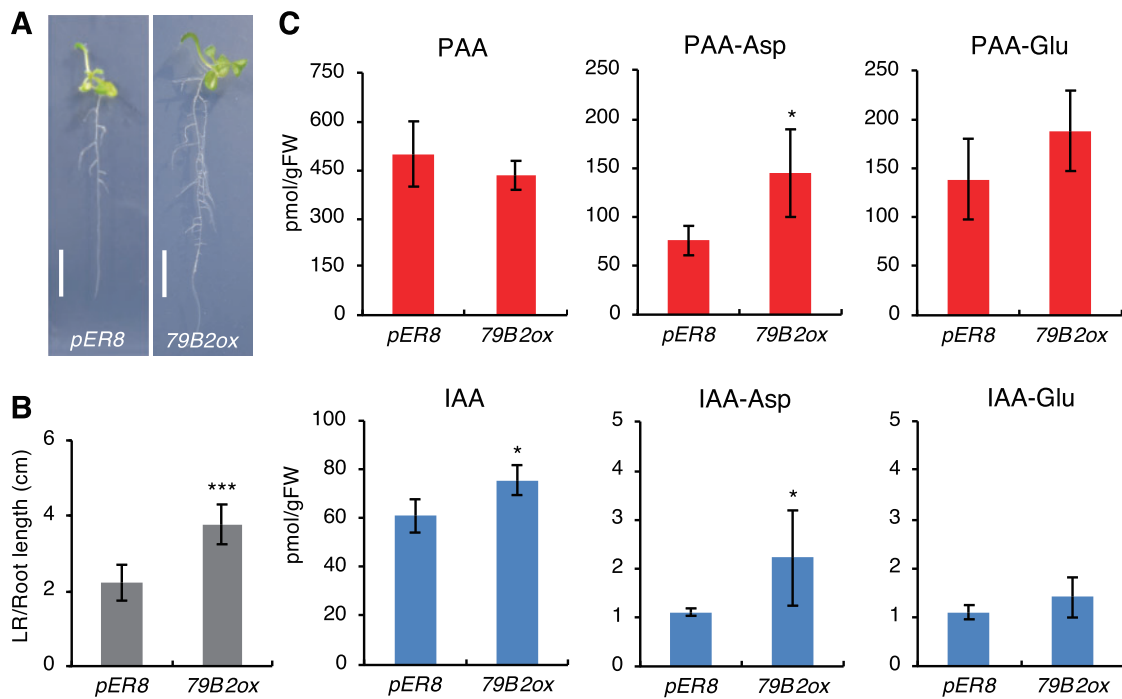 A
pER8
79B2ox
B
LR/Root length (cm)
6
4
2
0
***
pER8
79B2ox
C
PAA
pmol/gFW
750
600
450
300
150
0
pER8
79B2ox
PAA-Asp
250
200
150
100
50
0
*
pER8
79B2ox
PAA-Glu
250
200
150
100
50
0
pER8
79B2ox
IAA
pmol/gFW
100
80
60
40
20
0
*
pER8
79B2ox
IAA-Asp
5
4
3
2
1
0
*
pER8
79B2ox
IAA-Glu
5
4
3
2
1
0
pER8
79B2ox